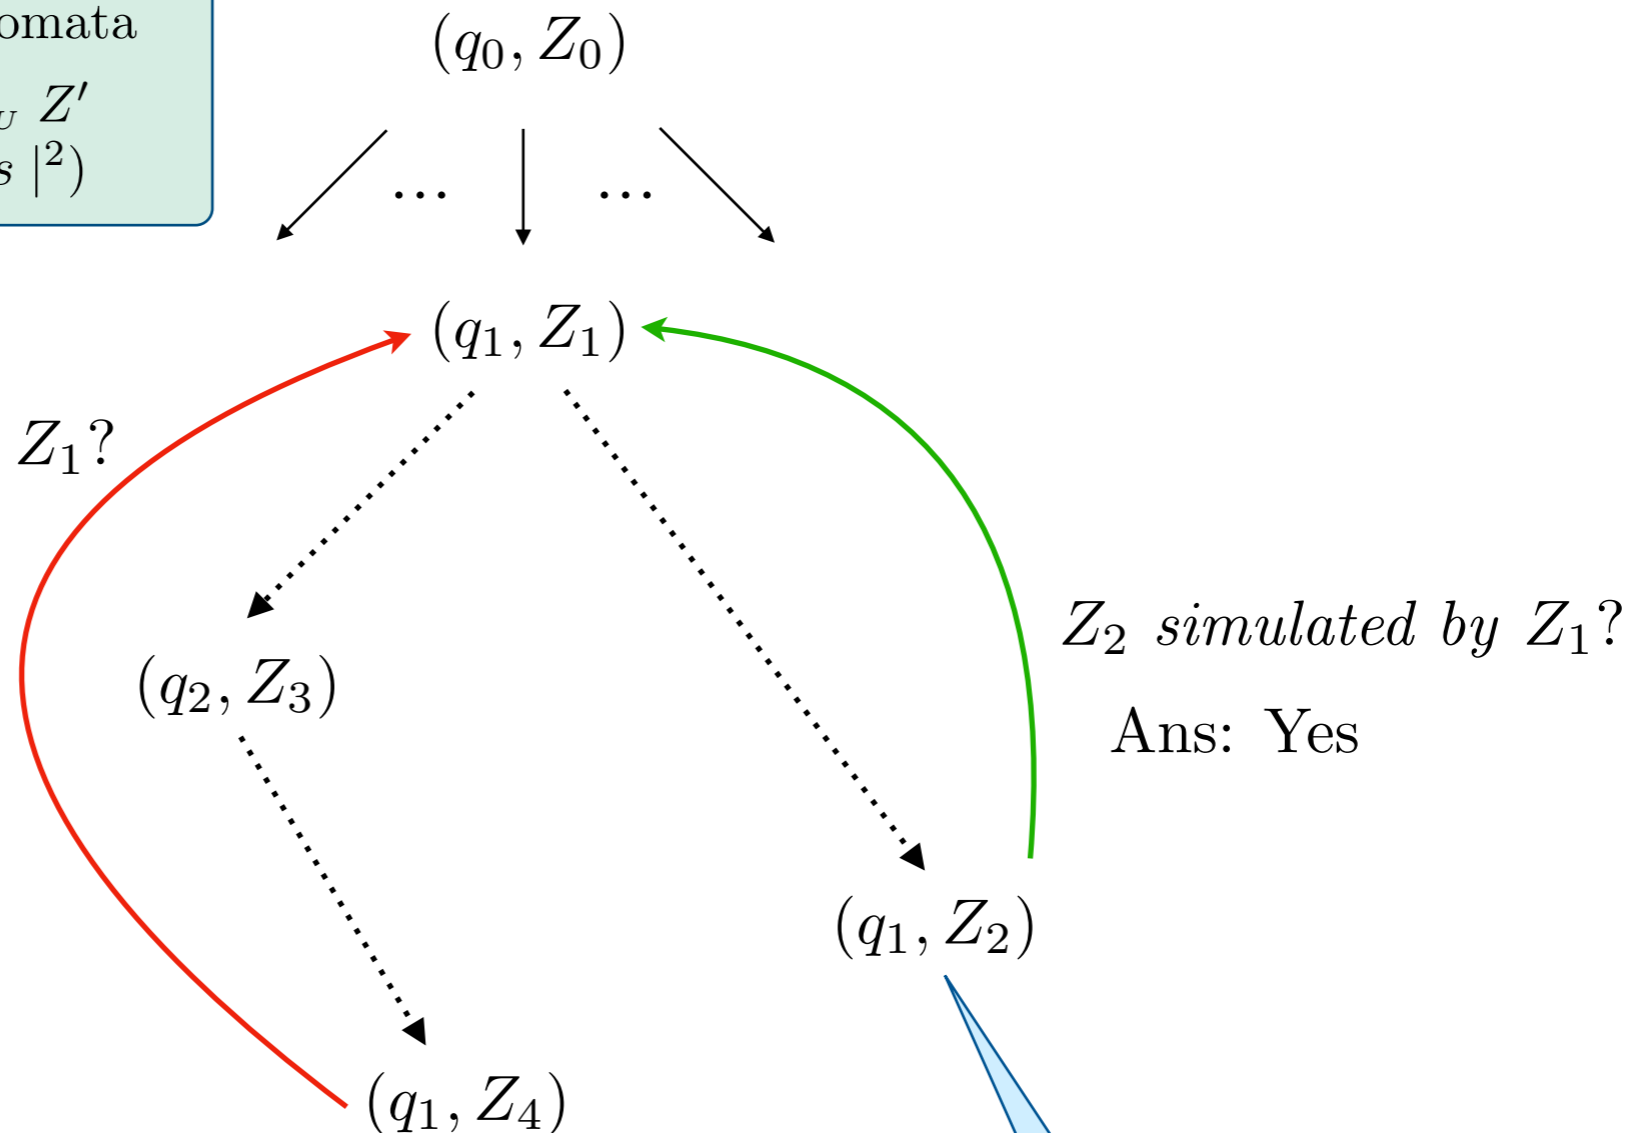 omata
U Z′
s |²)
(q₀, Z₀)
... ...
(q₁, Z₁)
Z₁?
(q₂, Z₃)
Z₂ simulated by Z₁?
Ans: Yes
(q₁, Z₂)
(q₁, Z₄)